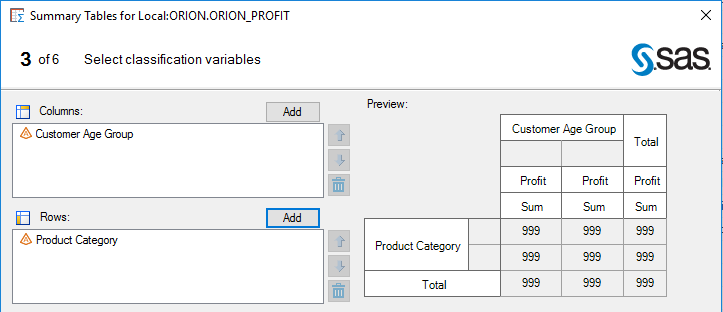 Summary Tables for Local:ORION.ORION_PROFIT
3 of 6 Select classification variables
sas
Columns: Add
Customer Age Group
Rows: Add
Product Category
Preview:
Customer Age Group Total
Profit Profit Profit
Sum Sum Sum
Product Category 999 999 999
999 999 999
Total 999 999 999